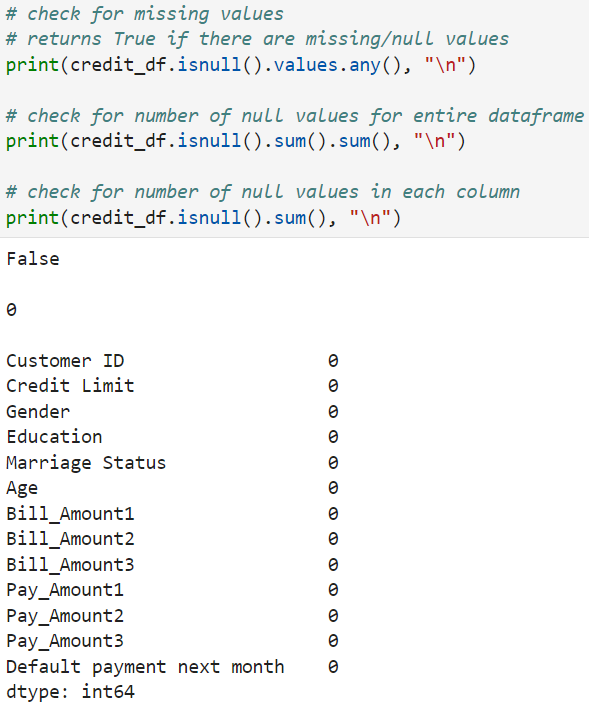 # check for missing values
# returns True if there are missing/null values
print(credit_df.isnull().values.any(), "\n")
# check for number of null values for entire dataframe
print(credit_df.isnull().sum().sum(), "\n")
# check for number of null values in each column
print(credit_df.isnull().sum(), "\n")
False
0
Customer ID 0
Credit Limit 0
Gender 0
Education 0
Marriage Status 0
Age 0
Bill_Amount1 0
Bill_Amount2 0
Bill_Amount3 0
Pay_Amount1 0
Pay_Amount2 0
Pay_Amount3 0
Default payment next month 0
dtype: int64